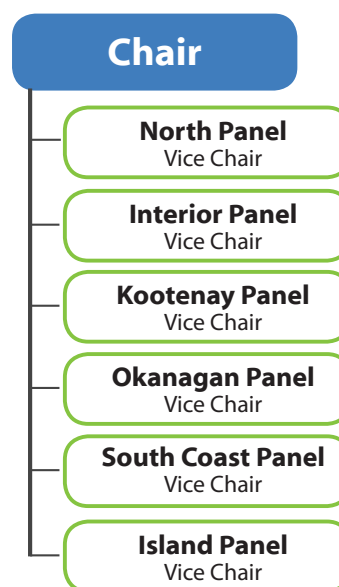 Chair
North Panel
Vice Chair
Interior Panel
Vice Chair
Kootenay Panel
Vice Chair
Okanagan Panel
Vice Chair
South Coast Panel
Vice Chair
Island Panel
Vice Chair